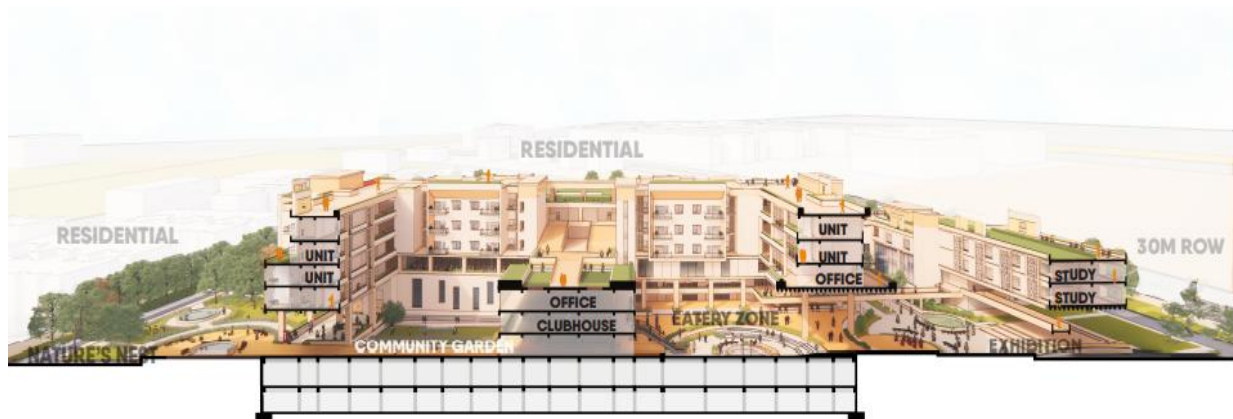 RESIDENTIAL
RESIDENTIAL
30M ROW
UNIT
UNIT
UNIT
UNIT
OFFICE
STUDY
STUDY
OFFICE
CLUBHOUSE
EATERY ZONE
COMMUNITY GARDEN
EXHIBITION
NATURE'S NEST